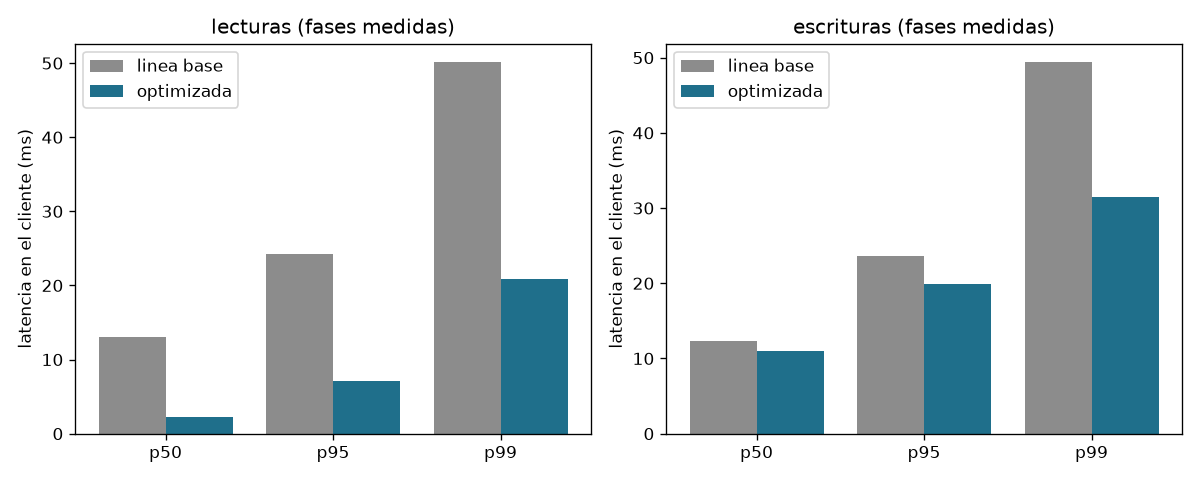 lecturas (fases medidas)
latencia en el cliente (ms)
50
40
30
20
10
0
linea base
optimizada
p50
p95
p99
escrituras (fases medidas)
latencia en el cliente (ms)
50
40
30
20
10
0
linea base
optimizada
p50
p95
p99